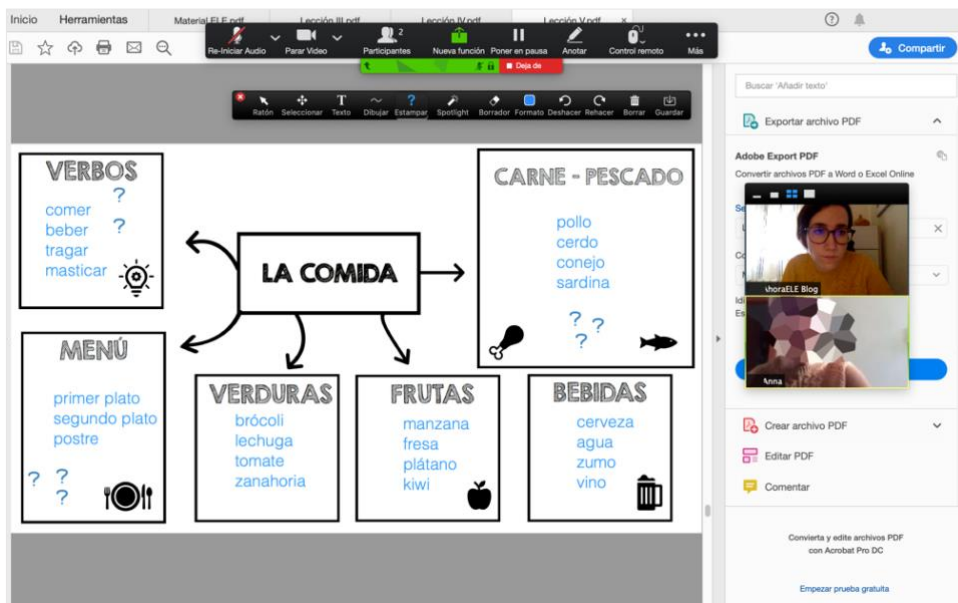 Inicio Herramientas Material ELE.pdf Lección III.pdf Lección IV.pdf Lección V.pdf ×
Re-Iniciar Audio Parar Video Participantes 2 Nueva función Poner en pausa Anotar Control remoto Más
Compartir
Deja de
Ratón Seleccionar Texto Dibujar Estampar Spotlight Borrador Formato Deshacer Rehacer Borrar Guardar
VERBOS
?
comer
beber ?
tragar
masticar
LA COMIDA
CARNE - PESCADO
pollo
cerdo
conejo
sardina
? ?
?
MENÚ
primer plato
segundo plato
postre
? ?
?
VERDURAS
brócoli
lechuga
tomate
zanahoria
FRUTAS
manzana
fresa
plátano
kiwi
BEBIDAS
cerveza
agua
zumo
vino
Buscar 'Añadir texto'
Exportar archivo PDF
Adobe Export PDF
Convertir archivos PDF a Word o Excel Online
AhoraELE Blog
Anna
Crear archivo PDF
Editar PDF
Comentar
Convierta y edite archivos PDF
con Acrobat Pro DC
Empezar prueba gratuita